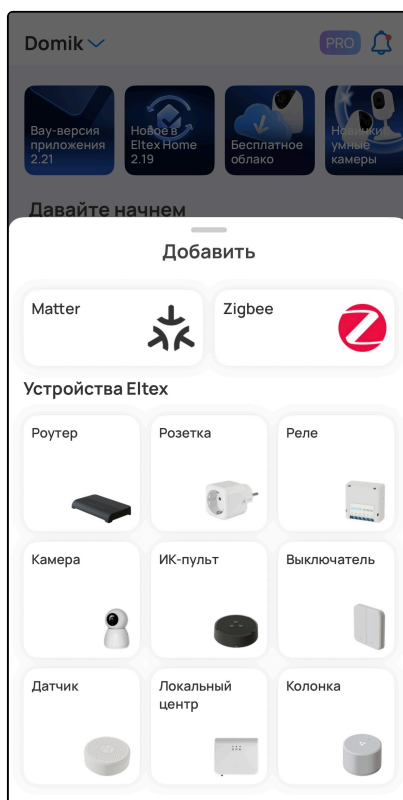 Domik
PRO
Вау-версия
приложения
2.21
Новое в
Eltex Home
2.19
Бесплатное
облако
Новинки
умные
камеры
Давайте начнем
Добавить
Matter
Zigbee
Устройства Eltex
Роутер
Розетка
Реле
Камера
ИК-пульт
Выключатель
Датчик
Локальный
центр
Колонка